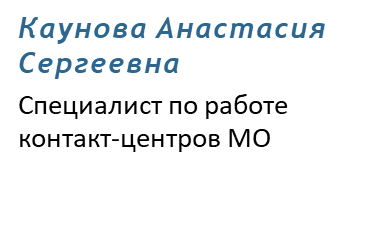 Каунова Анастасия
Сергеевна
Специалист по работе
контакт-центров МО